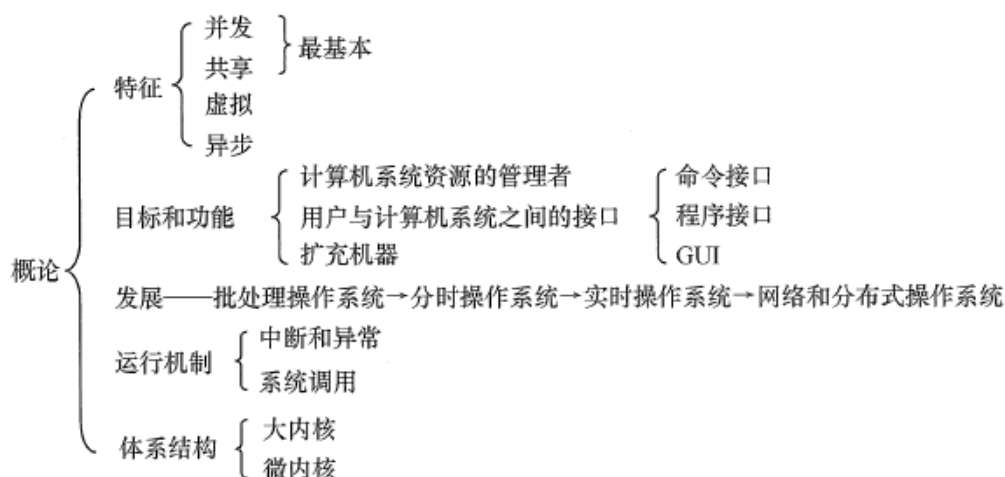 概论
特征
并发
共享
最基本
虚拟
异步
目标和功能
计算机系统资源的管理者
用户与计算机系统之间的接口
命令接口
程序接口
GUI
扩充机器
发展——批处理操作系统→分时操作系统→实时操作系统→网络和分布式操作系统
运行机制
中断和异常
系统调用
体系结构
大内核
微内核